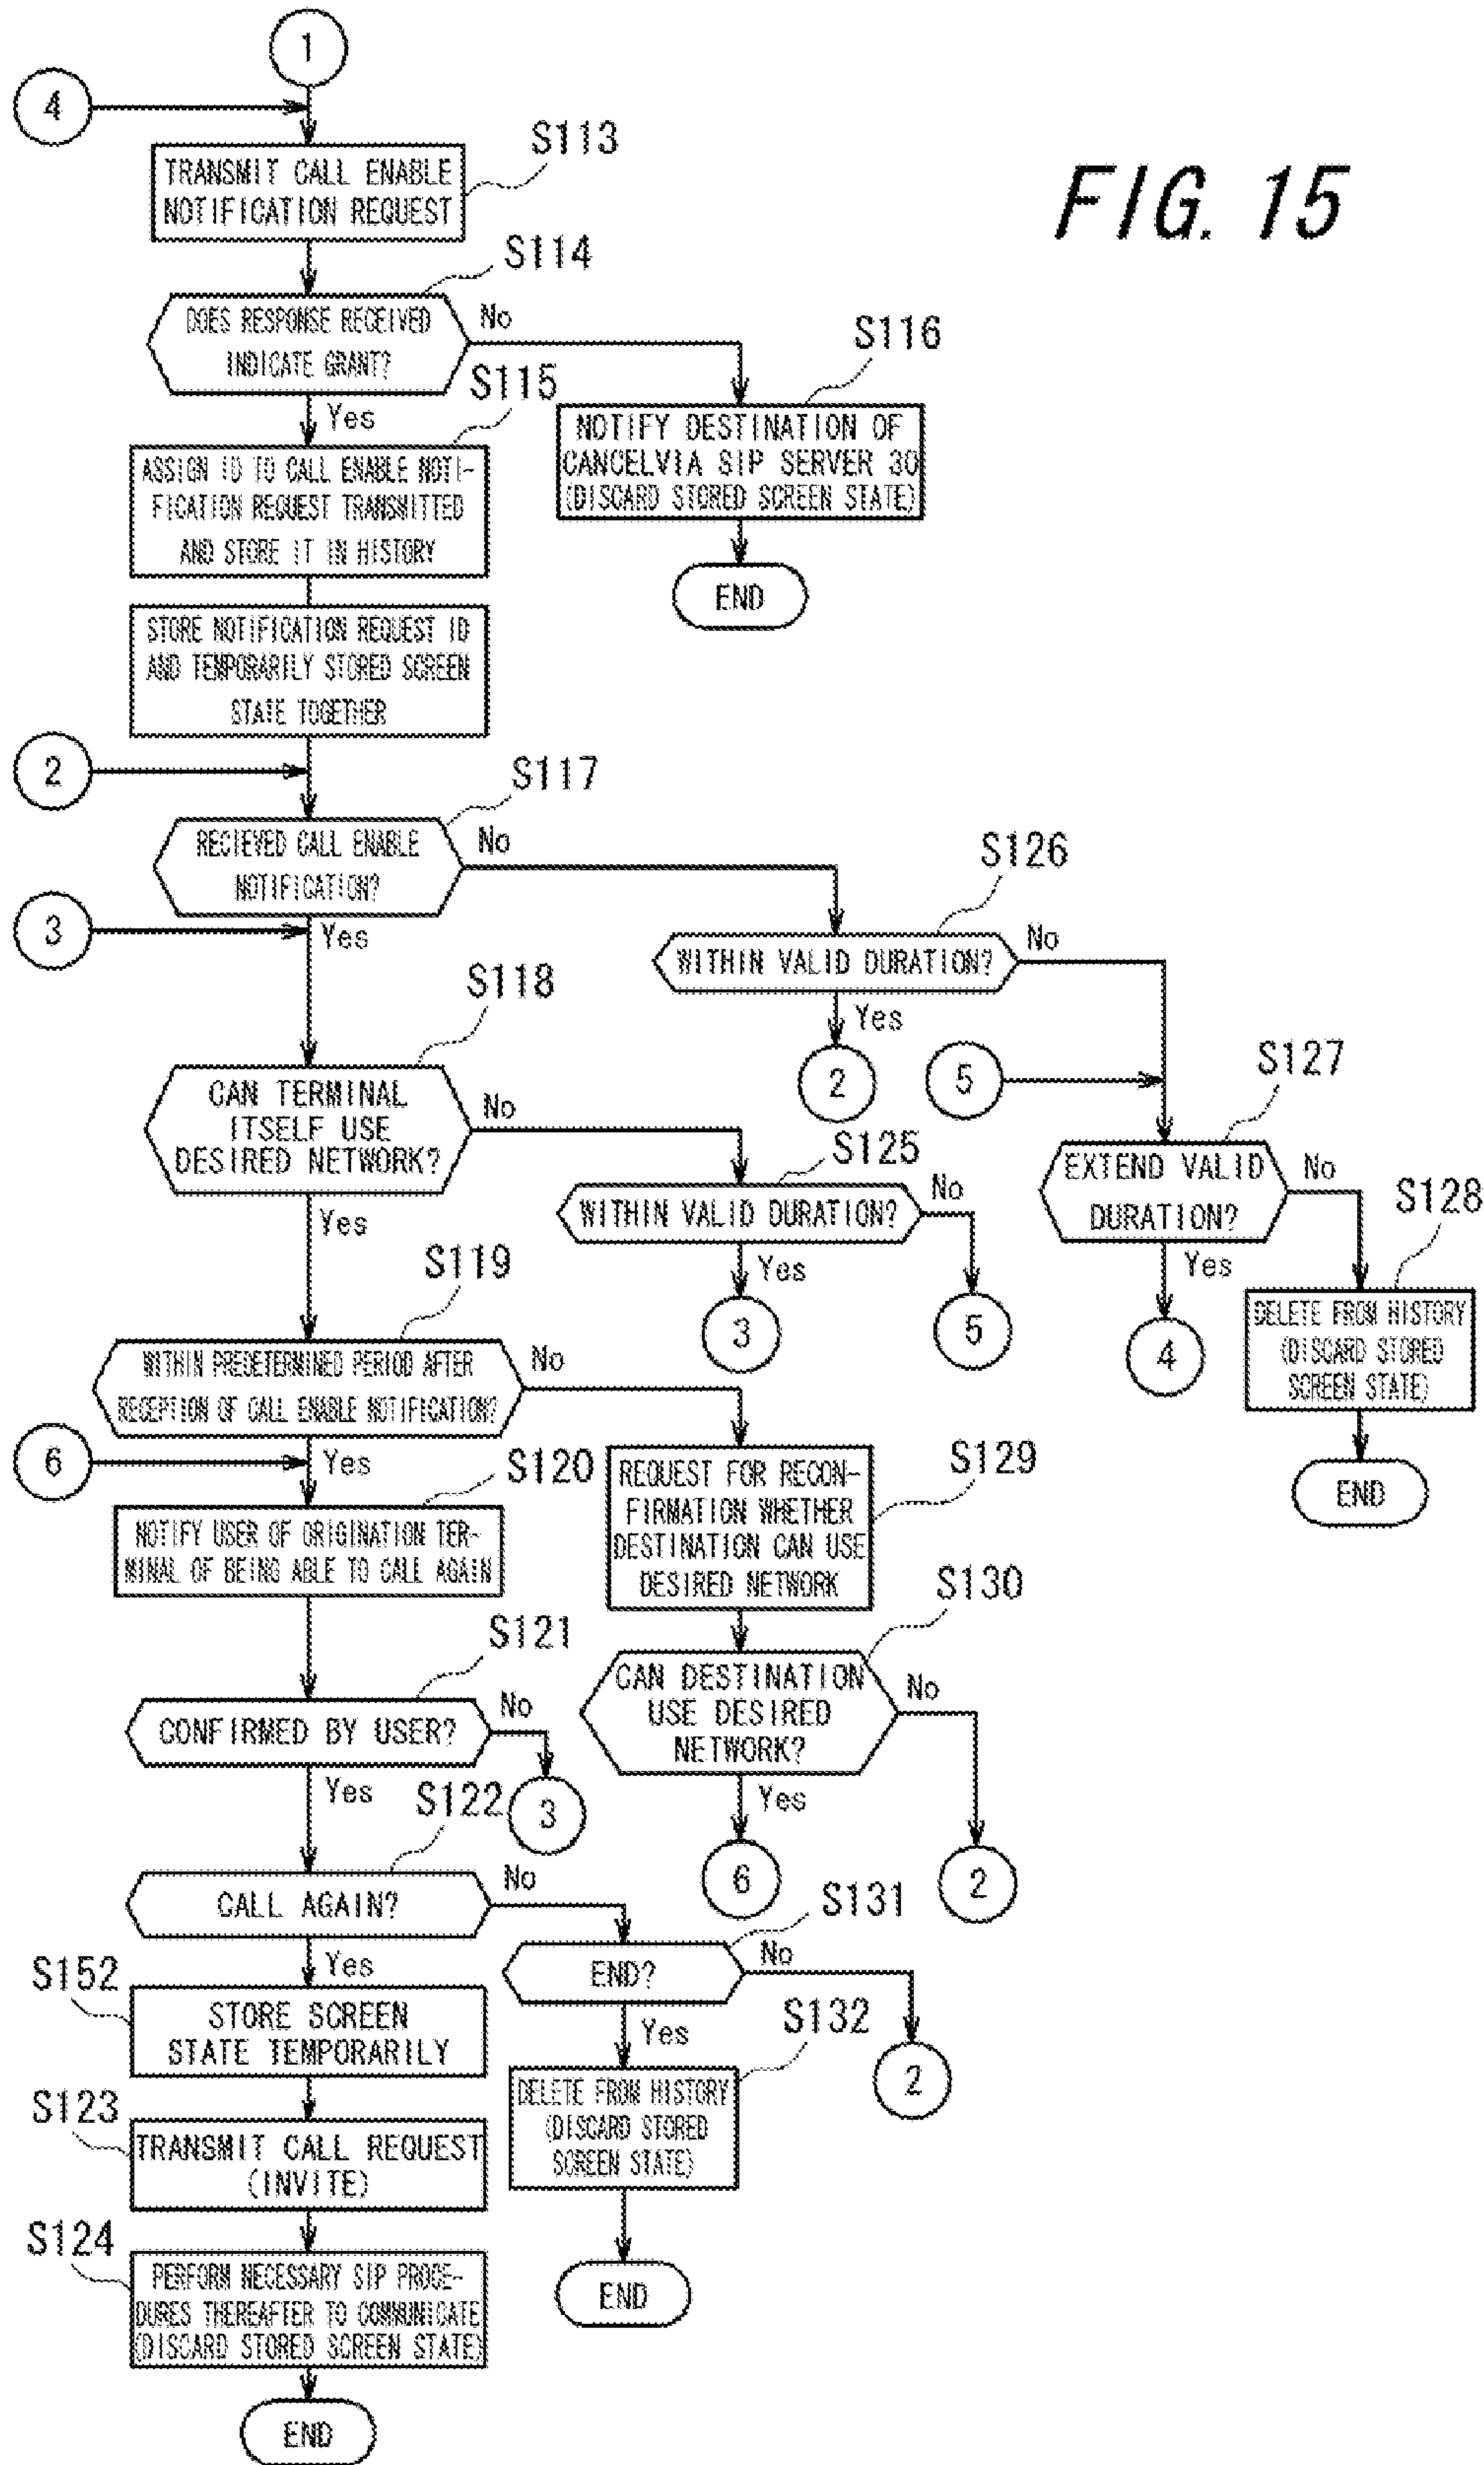 1
4
S113
TRANSMIT CALL ENABLE
NOTIFICATION REQUEST
FIG. 15
S114
DOES RESPONSE RECEIVED
INDICATE GRANT?
No
S116
S115
Yes
NOTIFY DESTINATION OF
CANCELVIA SIP SERVER 30
(DISCARD STORED SCREEN STATE)
ASSIGN ID TO CALL ENABLE NOTI-
FICATION REQUEST TRANSMITTED
AND STORE IT IN HISTORY
END
STORE NOTIFICATION REQUEST ID
AND TEMPORARILY STORED SCREEN
STATE TOGETHER
2
S117
RECIEVED CALL ENABLE
NOTIFICATION?
No
S126
3
Yes
WITHIN VALID DURATION?
No
S118
Yes
2
5
S127
CAN TERMINAL
ITSELF USE
DESIRED NETWORK?
No
S125
EXTEND VALID
DURATION?
No
S128
Yes
WITHIN VALID DURATION?
No
S119
Yes
3
5
Yes
4
DELETE FROM HISTORY
(DISCARD STORED
SCREEN STATE)
WITHIN PREDETERMINED PERIOD AFTER
RECEPTION OF CALL ENABLE NOTIFICATION?
No
6
Yes
S120
REQUEST FOR RECON-
FIRMATION WHETHER
DESTINATION CAN USE
DESIRED NETWORK
S129
END
NOTIFY USER OF ORIGINATION TER-
MINAL OF BEING ABLE TO CALL AGAIN
S130
S121
CAN DESTINATION
USE DESIRED
NETWORK?
No
CONFIRMED BY USER?
No
Yes
S122
3
Yes
6
2
CALL AGAIN?
No
S131
S152
Yes
END?
No
STORE SCREEN
STATE TEMPORARILY
Yes
S132
2
S123
DELETE FROM HISTORY
(DISCARD STORED
SCREEN STATE)
TRANSMIT CALL REQUEST
(INVITE)
S124
PERFORM NECESSARY SIP PROCE-
DURES THEREAFTER TO COMMUNICATE
(DISCARD STORED SCREEN STATE)
END
END